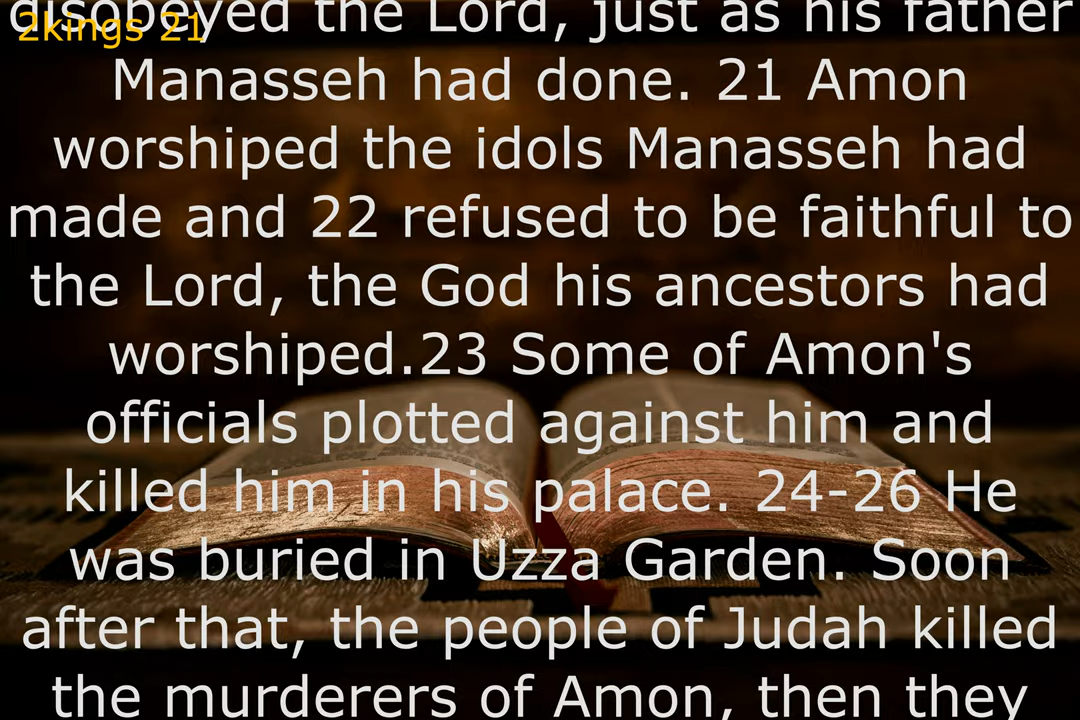 disobeyed the Lord, just as his father
2kings 21
Manasseh had done. 21 Amon
worshiped the idols Manasseh had
made and 22 refused to be faithful to
the Lord, the God his ancestors had
worshiped.23 Some of Amon's
officials plotted against him and
killed him in his palace. 24-26 He
was buried in Uzza Garden. Soon
after that, the people of Judah killed
the murderers of Amon, then they